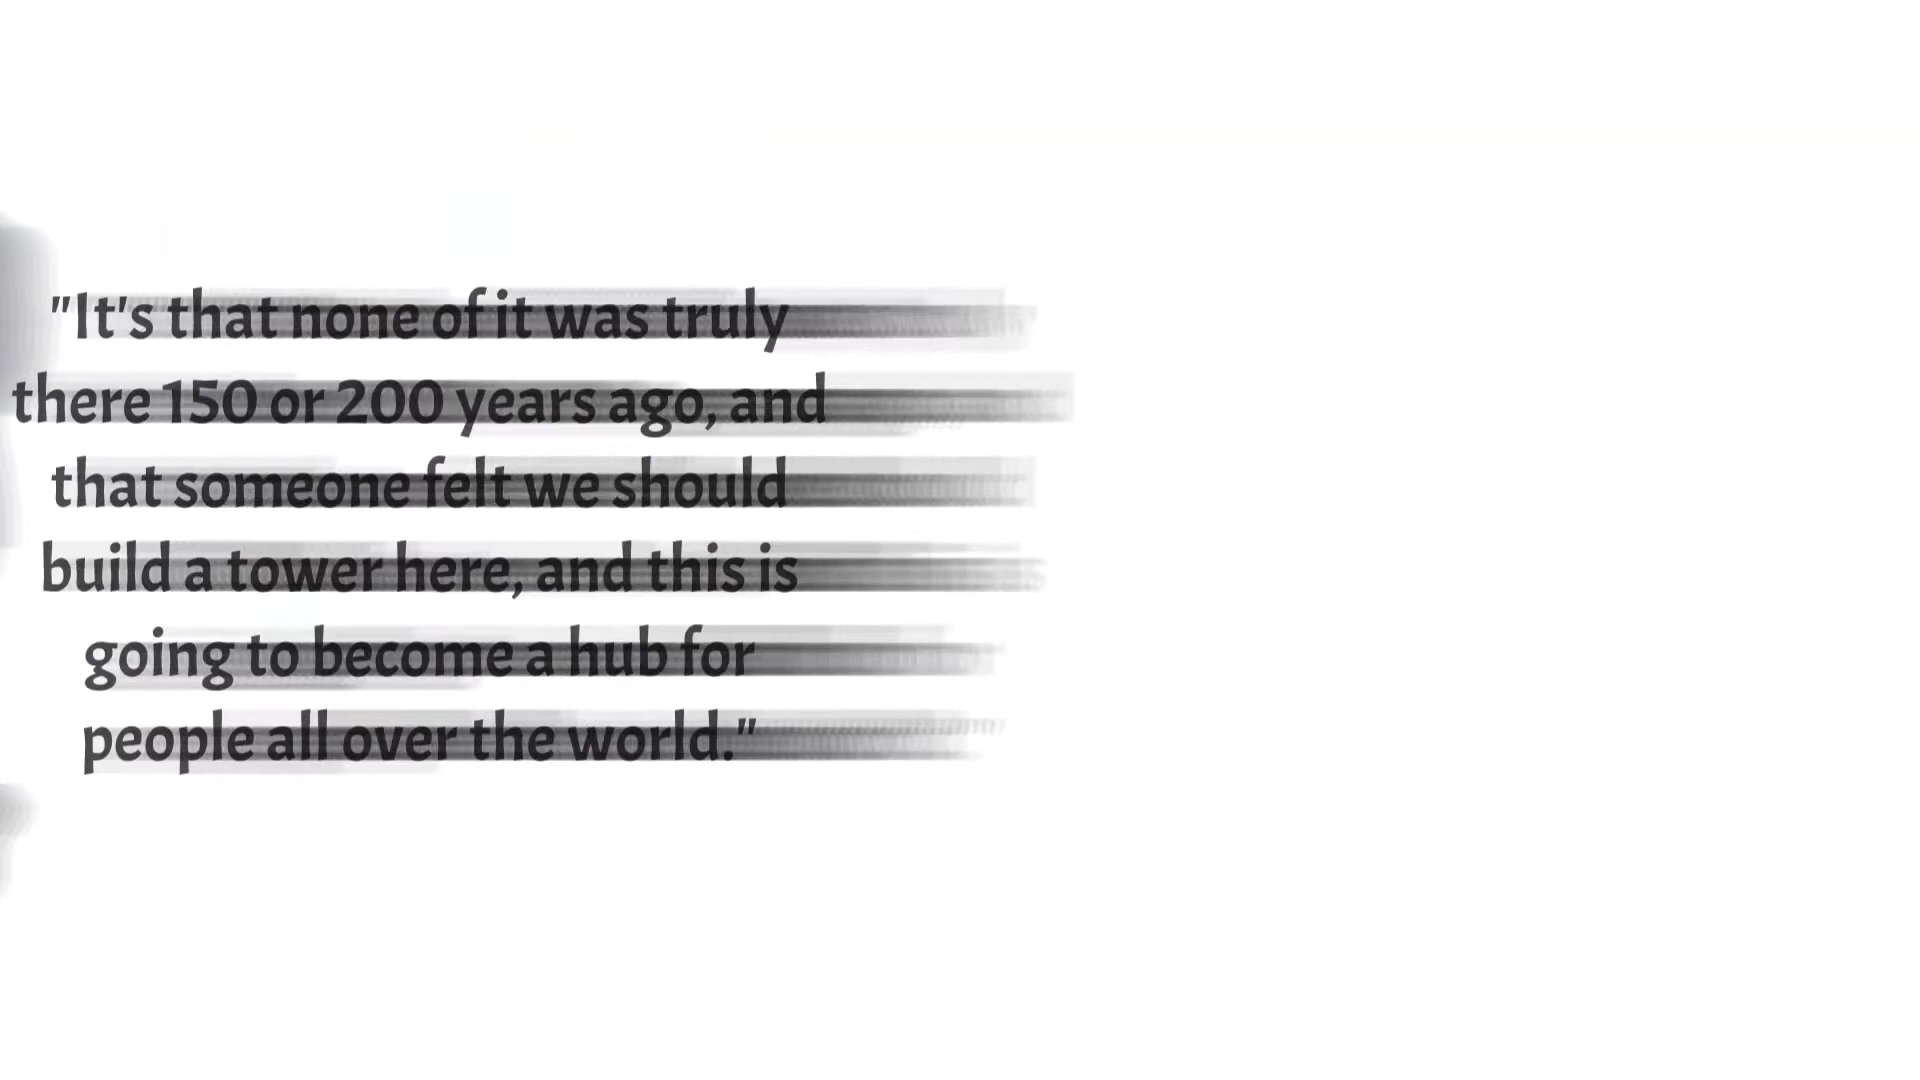 "It's that none of it was truly
there 150 or 200 years ago, and
that someone felt we should
build a tower here, and this is
going to become a hub for
people all over the world."